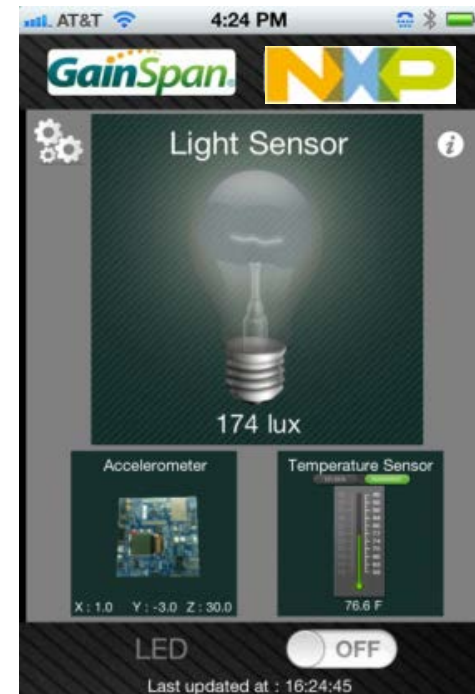 AT&T 4:24 PM
GainSpan. NXP
Light Sensor
i
174 lux
Accelerometer
Temperature Sensor
X : 1.0 Y : -3.0 Z : 30.0
76.6 F
LED OFF
Last updated at : 16:24:45